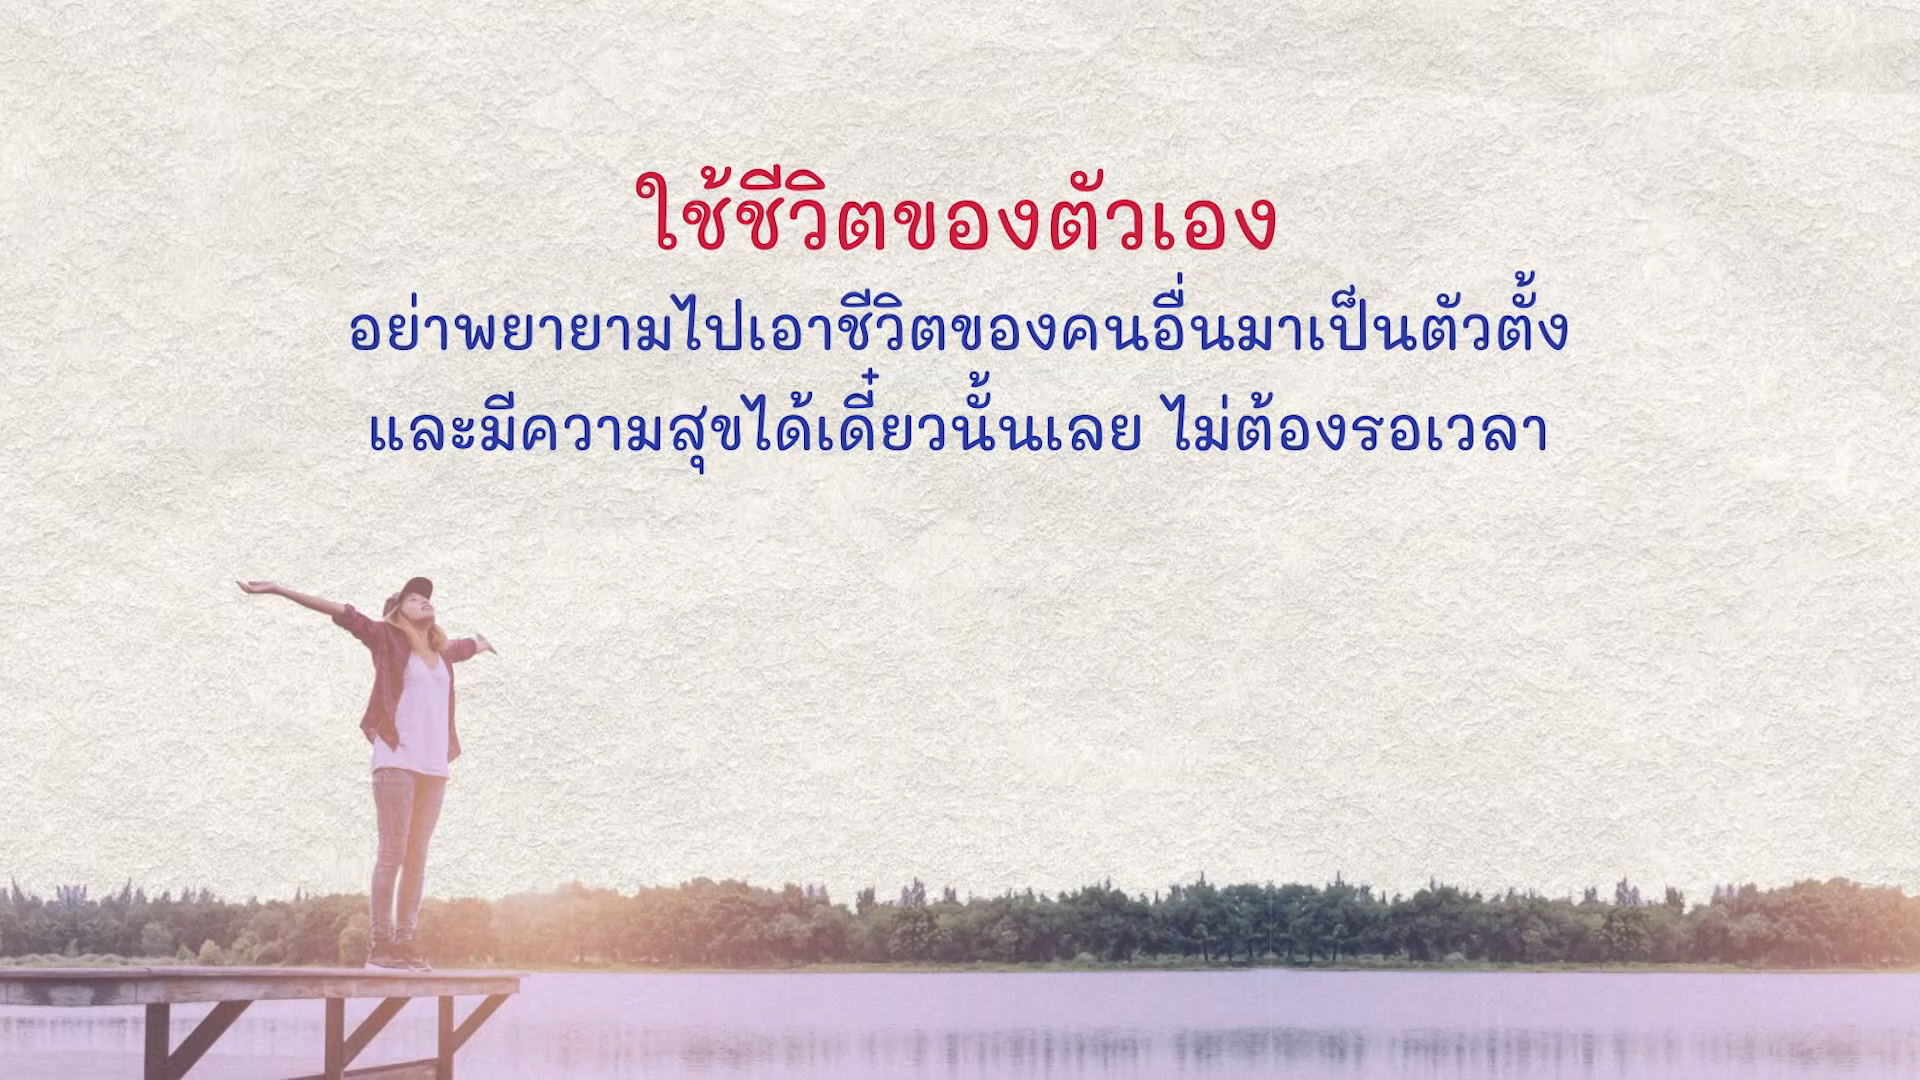 ใช้ชีวิตของตัวเอง
อย่าพยายามไปเอาชีวิตของคนอื่นมาเป็นตัวตั้ง
และมีความสุขได้เดี๋ยวนั้นเลย ไม่ต้องรอเวลา